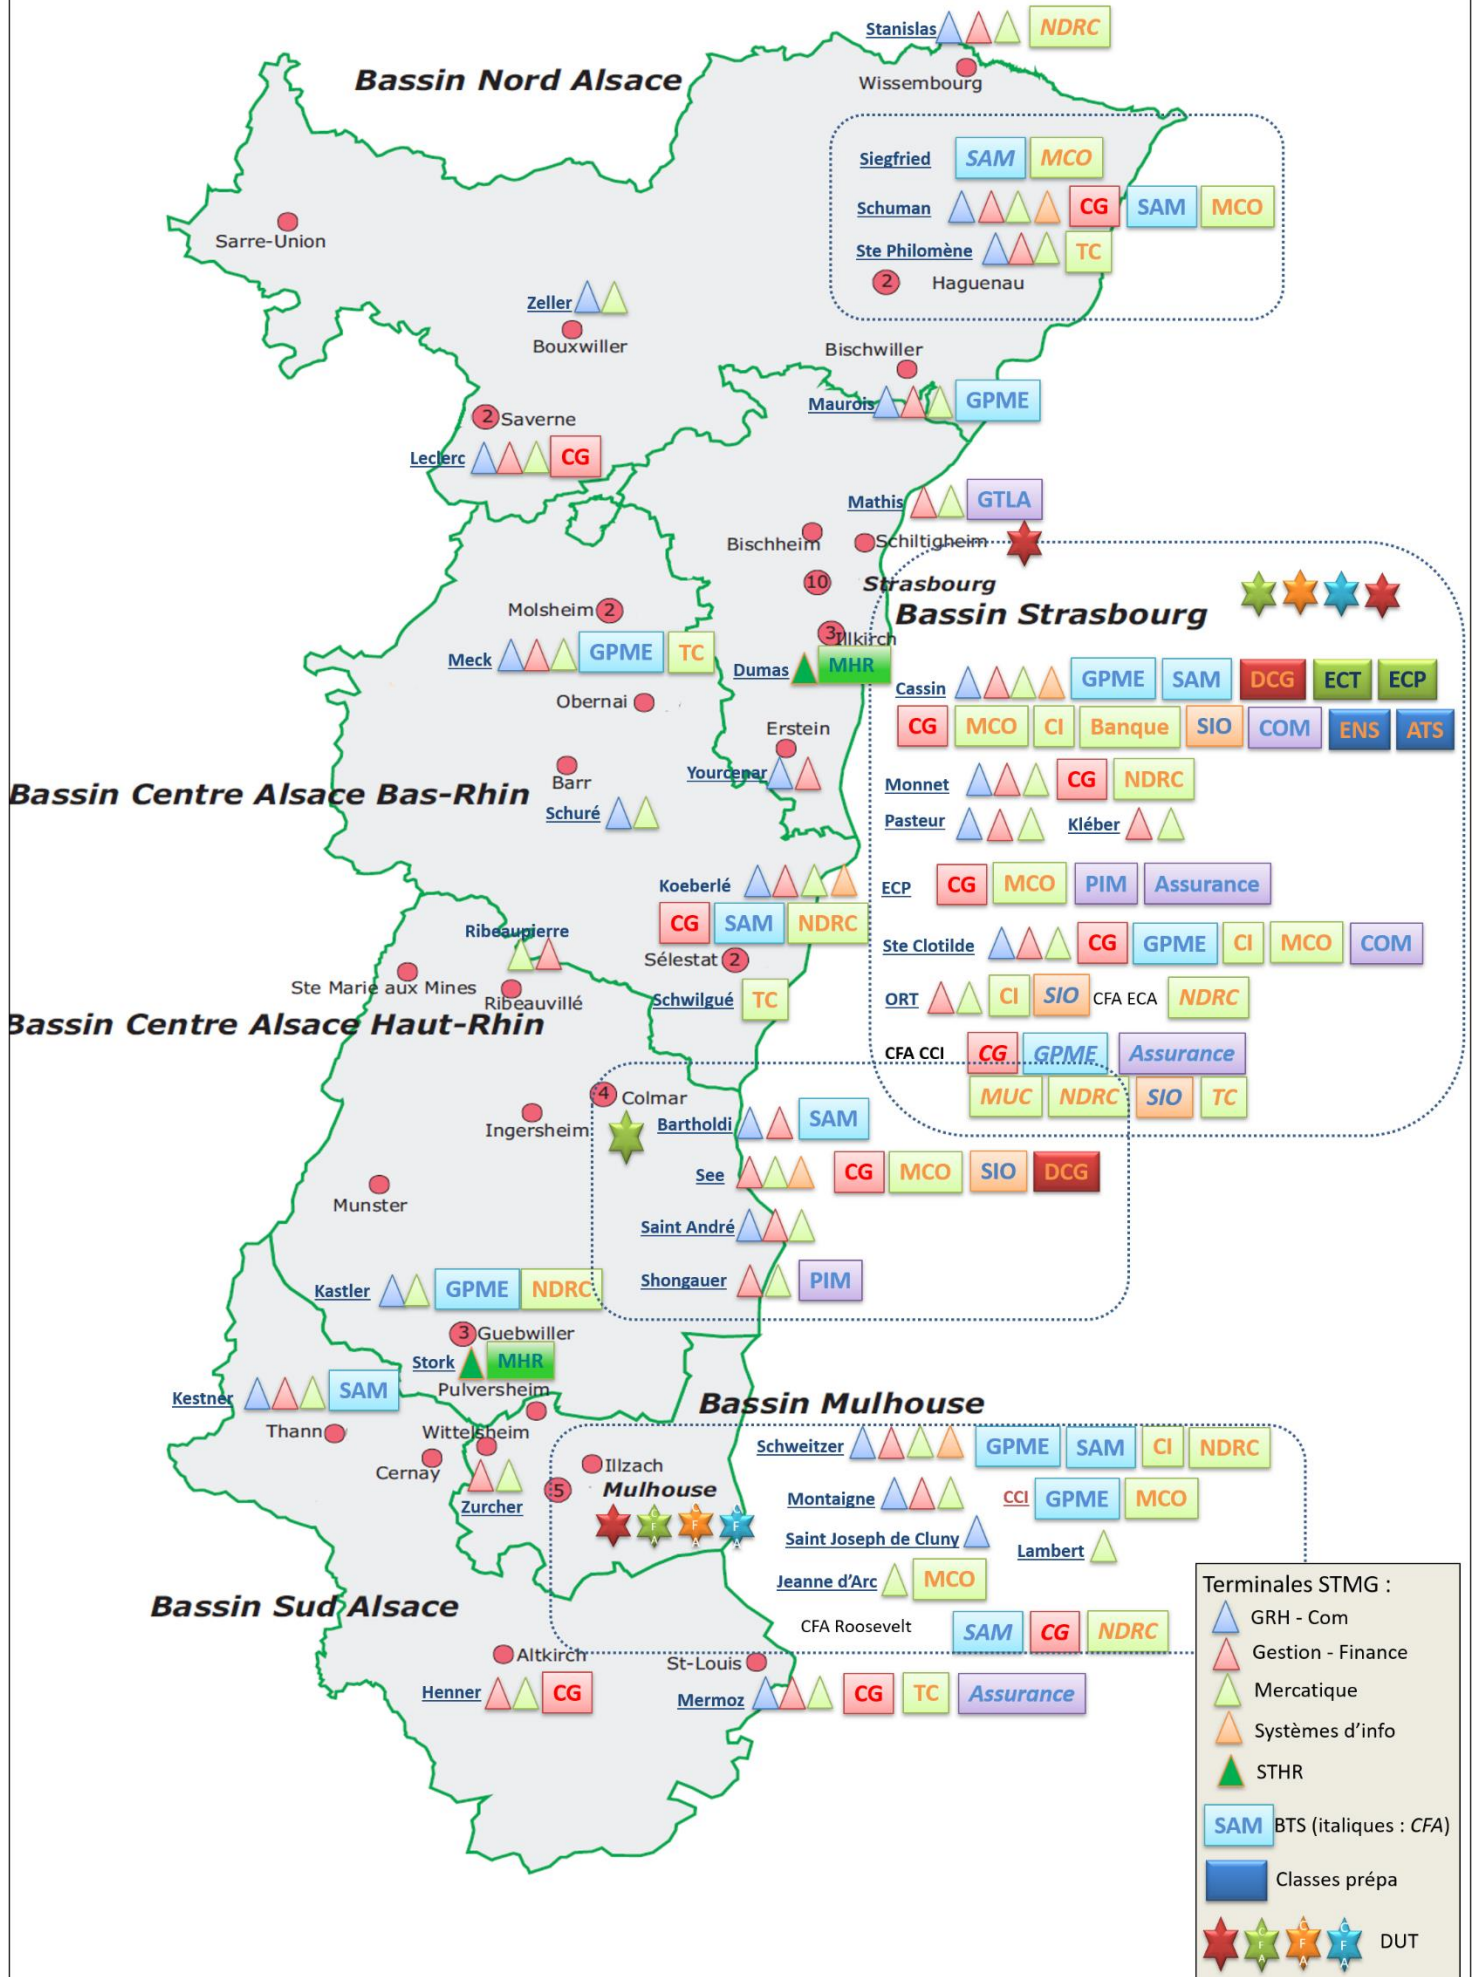 Stanislas NDRC
Bassin Nord Alsace
Wissembourg
Siegfried SAM MCO
Schuman CG SAM MCO
Ste Philomène TC
2 Haguenau
Sarre-Union
Zeller
Bouxwiller
Bischwiller
Maurois GPME
2 Saverne
Leclerc CG
Mathis GTLA
Bischheim
Schiltigheim
10
Strasbourg
Bassin Strasbourg
Molsheim 2
3 Illkirch
Meck GPME TC
Dumas MHR
Cassin GPME SAM DCG ECT ECP
CG MCO CI Banque SIO COM ENS ATS
Obernai
Erstein
Yourcenar
Barr
Bassin Centre Alsace Bas-Rhin
Schuré
Monnet CG NDRC
Pasteur Kléber
Koeberlé
CG SAM NDRC
ECP CG MCO PIM Assurance
Ribeaupierre
Sélestat 2
Ste Clotilde CG GPME CI MCO COM
Ste Marie aux Mines
Ribeauvillé
Schwilgué TC
ORT CI SIO CFA ECA NDRC
Bassin Centre Alsace Haut-Rhin
CFA CCI CG GPME Assurance
MUC NDRC SIO TC
4 Colmar
Ingersheim
Bartholdi SAM
See CG MCO SIO DCG
Munster
Saint André
Shongauer PIM
Kastler GPME NDRC
3 Guebwiller
Stork MHR
Pulversheim
Kestner SAM
Thann
Wittelsheim
Cernay
Zurcher
Bassin Mulhouse
Illzach
5
Mulhouse
C F A
C F A
C F A
Schweitzer GPME SAM CI NDRC
Montaigne CCI GPME MCO
Saint Joseph de Cluny
Lambert
Jeanne d'Arc MCO
CFA Roosevelt SAM CG NDRC
Bassin Sud Alsace
Altkirch
St-Louis
Henner CG
Mermoz CG TC Assurance
Terminales STMG :
GRH - Com
Gestion - Finance
Mercatique
Systèmes d'info
STHR
SAM BTS (italiques : CFA)
Classes prépa
C F A
C F A
C F A
DUT